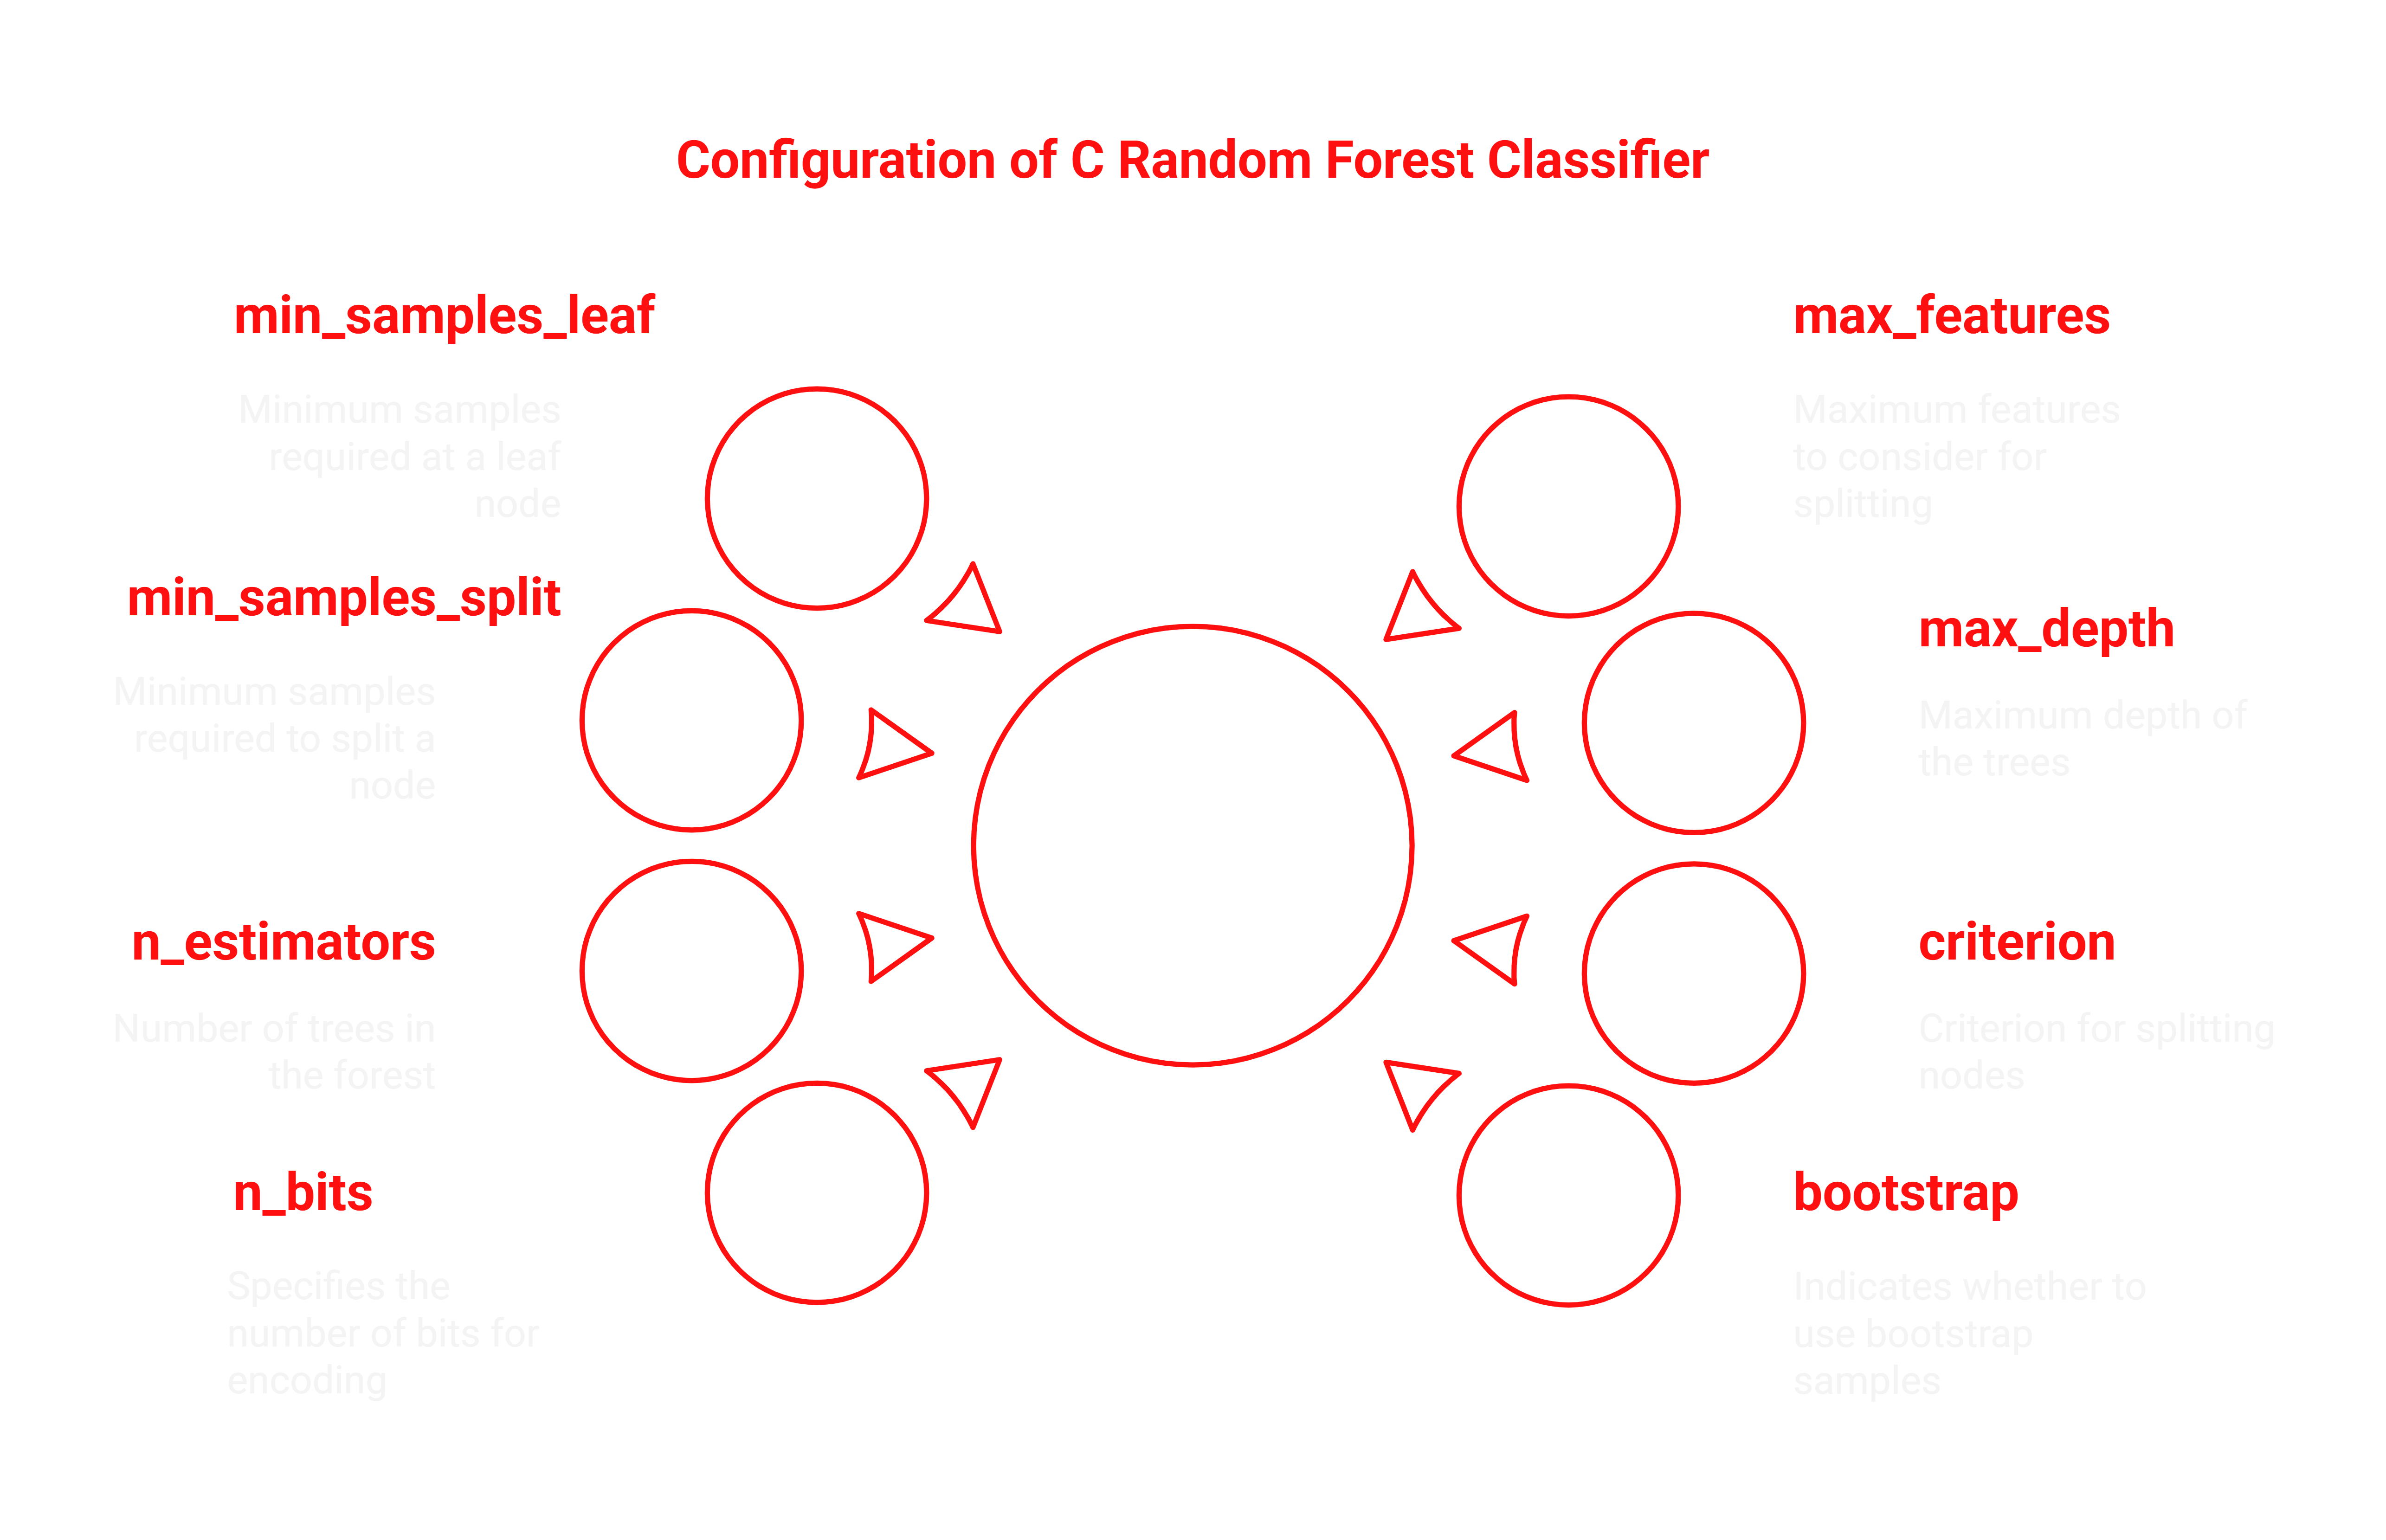 Configuration of C Random Forest Classifier
min_samples_leaf
Minimum samples
required at a leaf
node
min_samples_split
Minimum samples
required to split a
node
n_estimators
Number of trees in
the forest
n_bits
Specifies the
number of bits for
encoding
max_features
Maximum features
to consider for
splitting
max_depth
Maximum depth of
the trees
criterion
Criterion for splitting
nodes
bootstrap
Indicates whether to
use bootstrap
samples